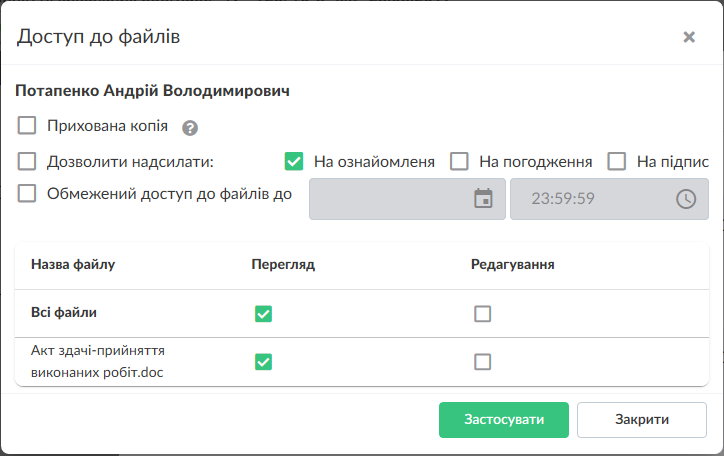 Доступ до файлів
Потапенко Андрій Володимирович
Прихована копія ?
Дозволити надсилати: На ознайомленя На погодження На підпис
Обмежений доступ до файлів до 23:59:59
Назва файлу Перегляд Редагування
Всі файли
Акт здачі-прийняття
виконаних робіт.doc
Застосувати Закрити